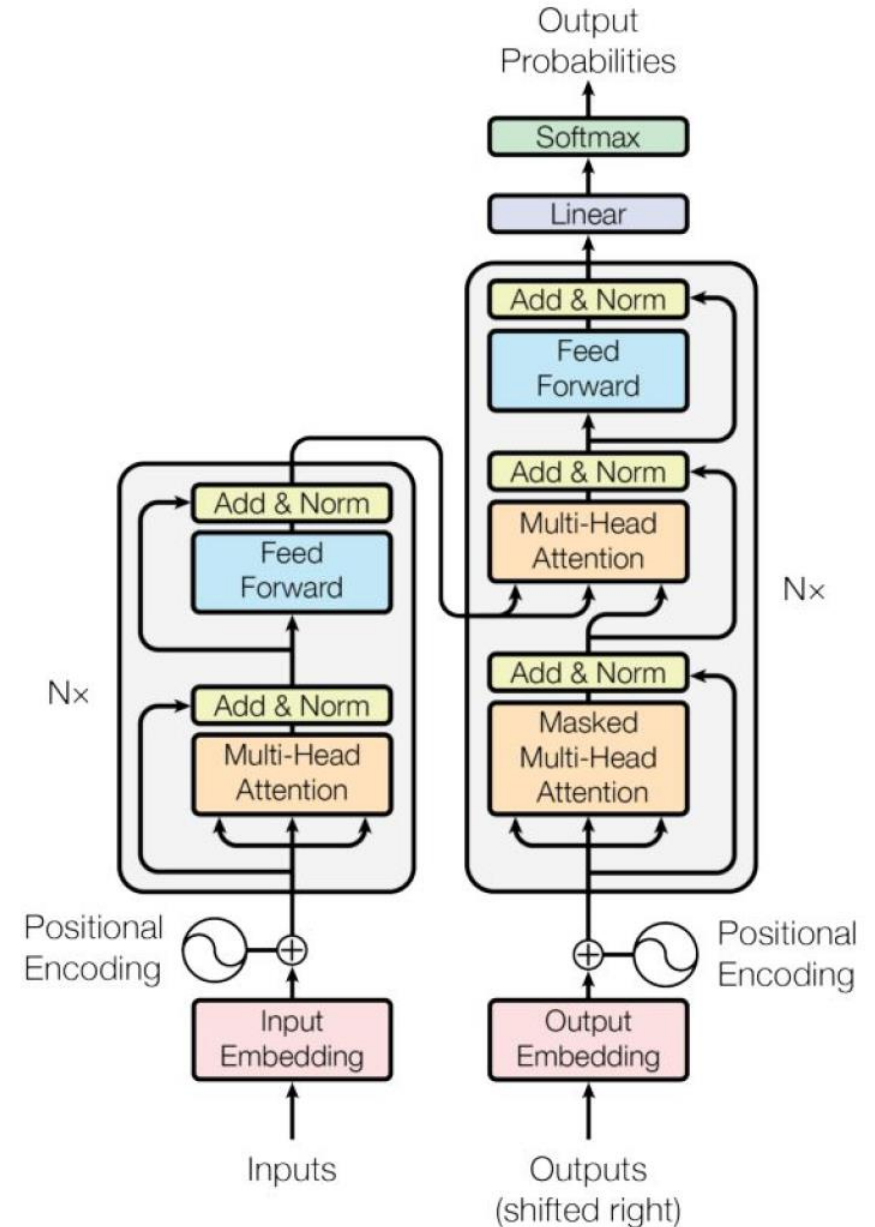 Output
Probabilities
Softmax
Linear
Add & Norm
Feed
Forward
Add & Norm
Multi-Head
Attention
Nx
Add & Norm
Masked
Multi-Head
Attention
Positional
Encoding
Output
Embedding
Outputs
(shifted right)
Add & Norm
Feed
Forward
Nx
Add & Norm
Multi-Head
Attention
Positional
Encoding
Input
Embedding
Inputs